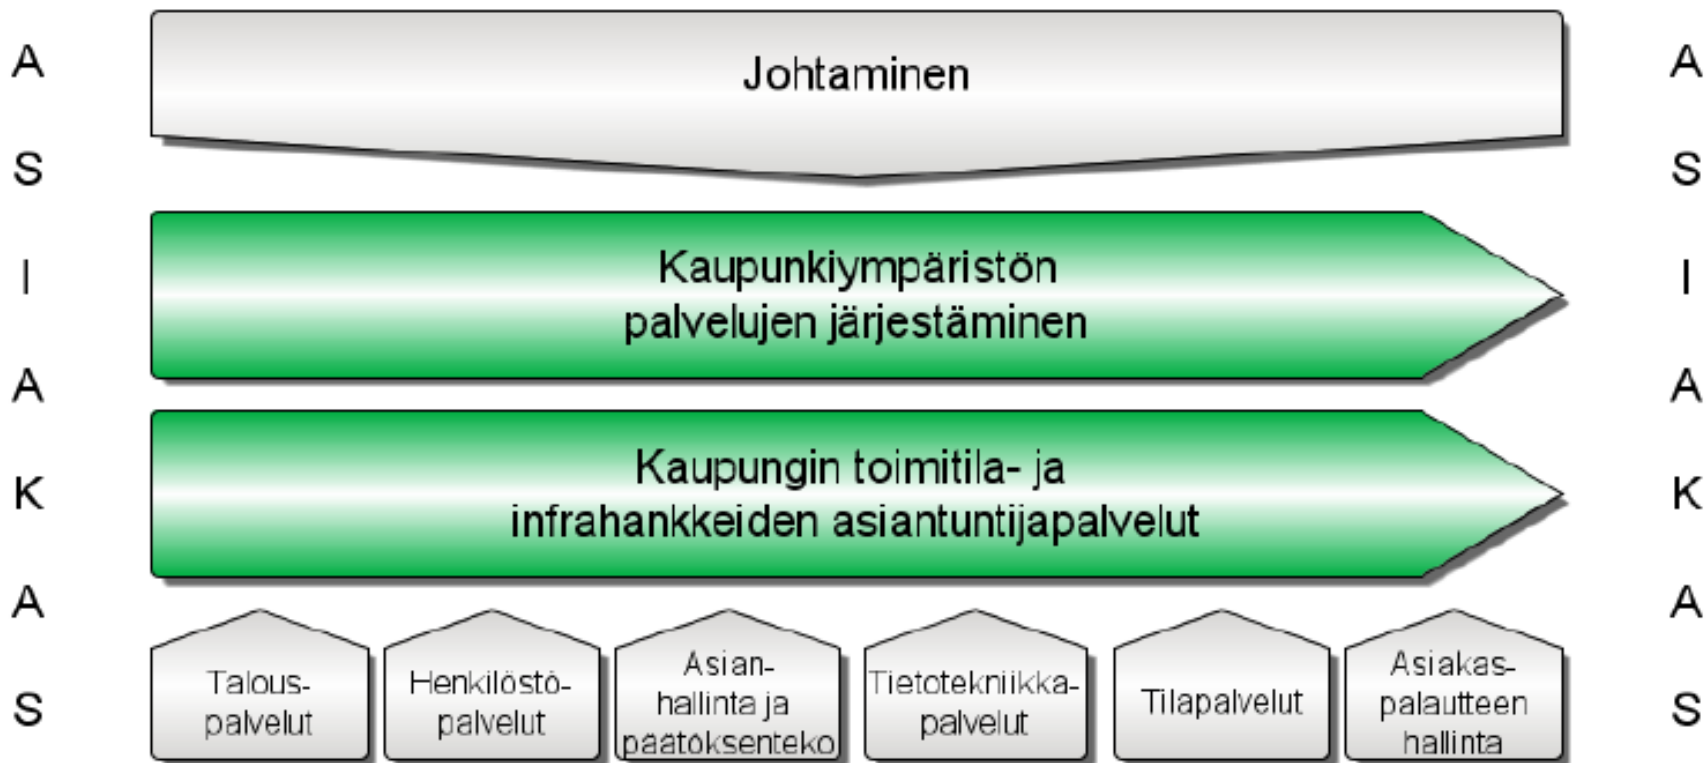 A
S
I
A
K
A
S
Johtaminen
Kaupunkiympäristön
palvelujen järjestäminen
Kaupungin toimitila- ja
infrahankkeiden asiantuntijapalvelut
Talous-
palvelut
Henkilöstö-
palvelut
Asian-
hallinta ja
päätöksenteko
Tietotekniikka-
palvelut
Tilapalvelut
Asiakas-
palautteen
hallinta
A
S
I
A
K
A
S